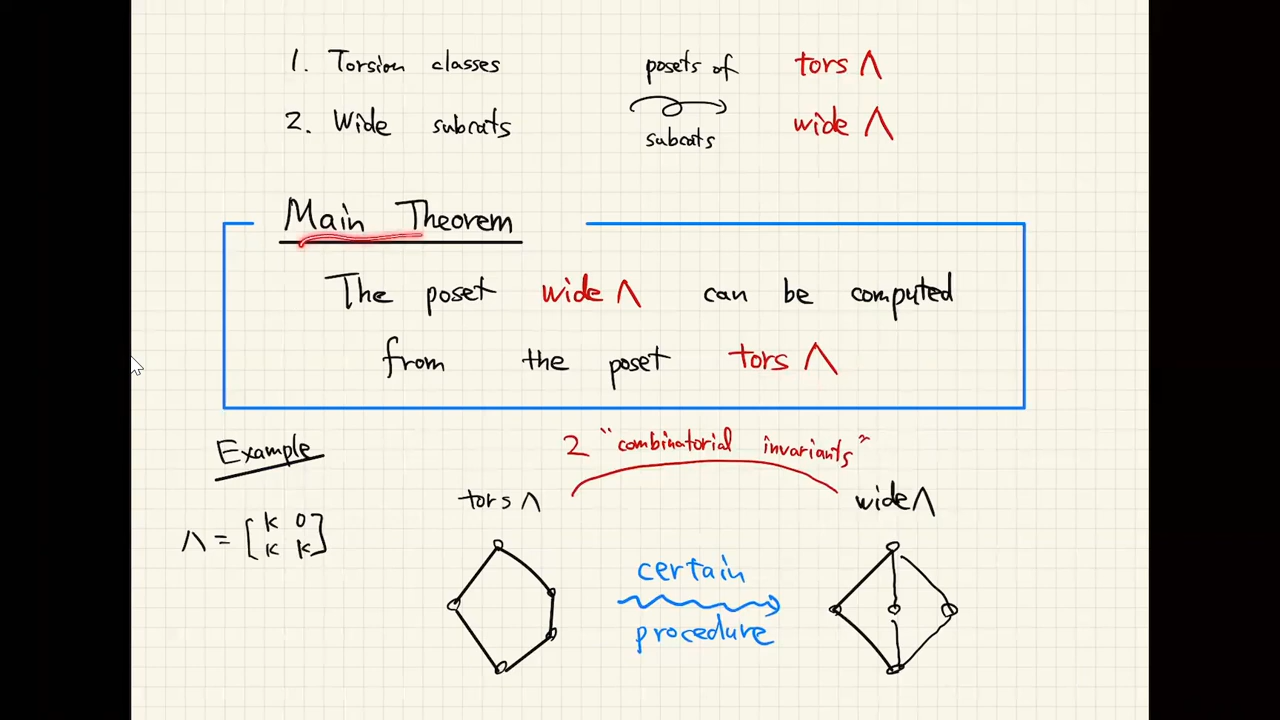 1. Torsion classes posets of tors Λ
2. Wide subcats subcats wide Λ
Main Theorem
The poset wide Λ can be computed
from the poset tors Λ
Example
2 "combinatorial invariants"
tors Λ wide Λ
Λ = [K 0
K K]
certain
procedure